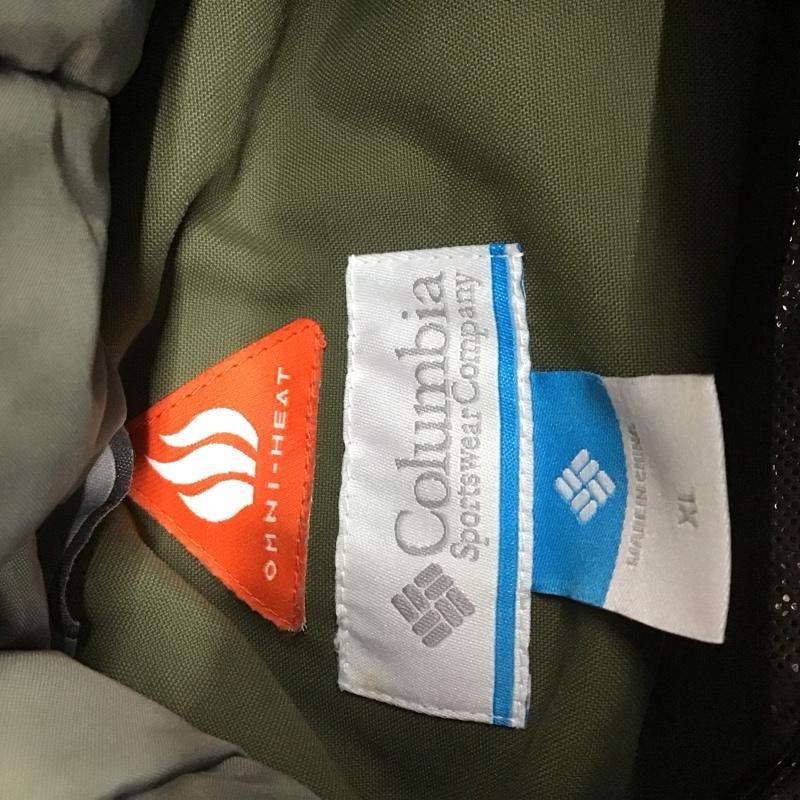 OMNI-HEAT
Columbia
Sportswear Company
MADE IN CHINA
XL